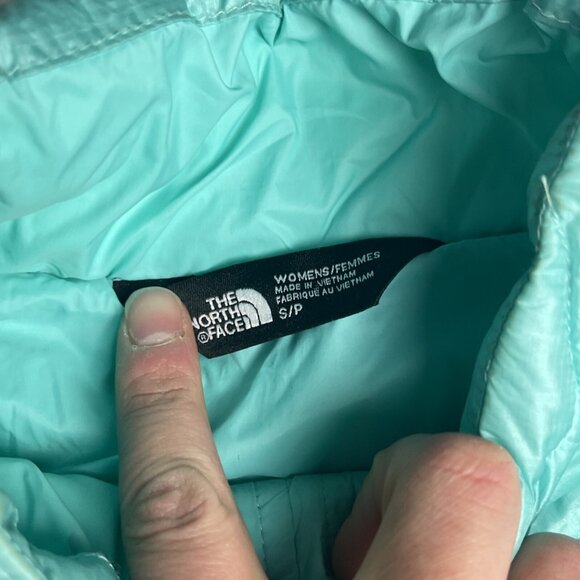 THE
NORTH
FACE
®
WOMENS/FEMMES
MADE IN VIETNAM
FABRIQUÉ AU VIETNAM
S/P